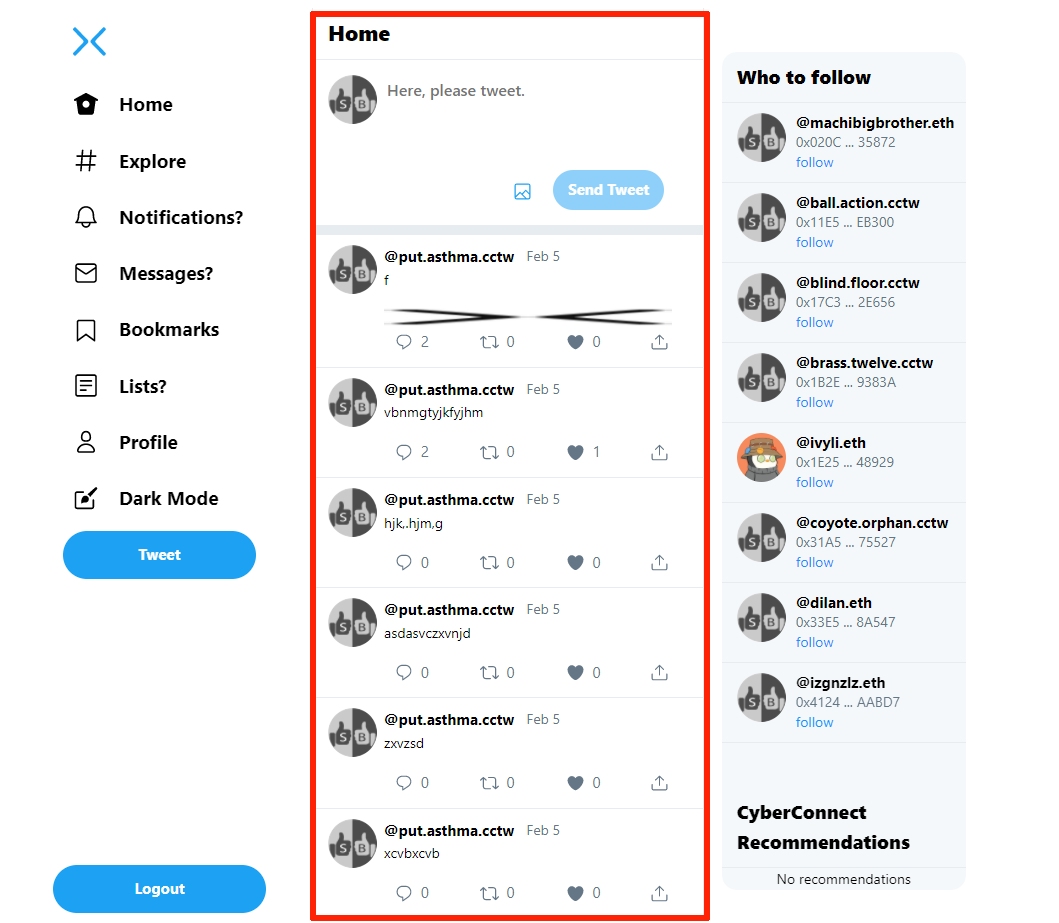 Home
Explore
Notifications?
Messages?
Bookmarks
Lists?
Profile
Dark Mode
Tweet
Logout
Home
Here, please tweet.
Send Tweet
@put.asthma.cctw Feb 5
f
2 0 0
@put.asthma.cctw Feb 5
vbnmgtyjkfyjhm
2 0 1
@put.asthma.cctw Feb 5
hjk,.hjm,g
0 0 0
@put.asthma.cctw Feb 5
asdasvczxvnjd
0 0 0
@put.asthma.cctw Feb 5
zxvzsd
0 0 0
@put.asthma.cctw Feb 5
xcvbxcvb
0 0 0
Who to follow
@machibigbrother.eth
0x020C ... 35872
follow
@ball.action.cctw
0x11E5 ... EB300
follow
@blind.floor.cctw
0x17C3 ... 2E656
follow
@brass.twelve.cctw
0x1B2E ... 9383A
follow
@ivyli.eth
0x1E25 ... 48929
follow
@coyote.orphan.cctw
0x31A5 ... 75527
follow
@dilan.eth
0x33E5 ... 8A547
follow
@izgnzlz.eth
0x4124 ... AABD7
follow
CyberConnect
Recommendations
No recommendations